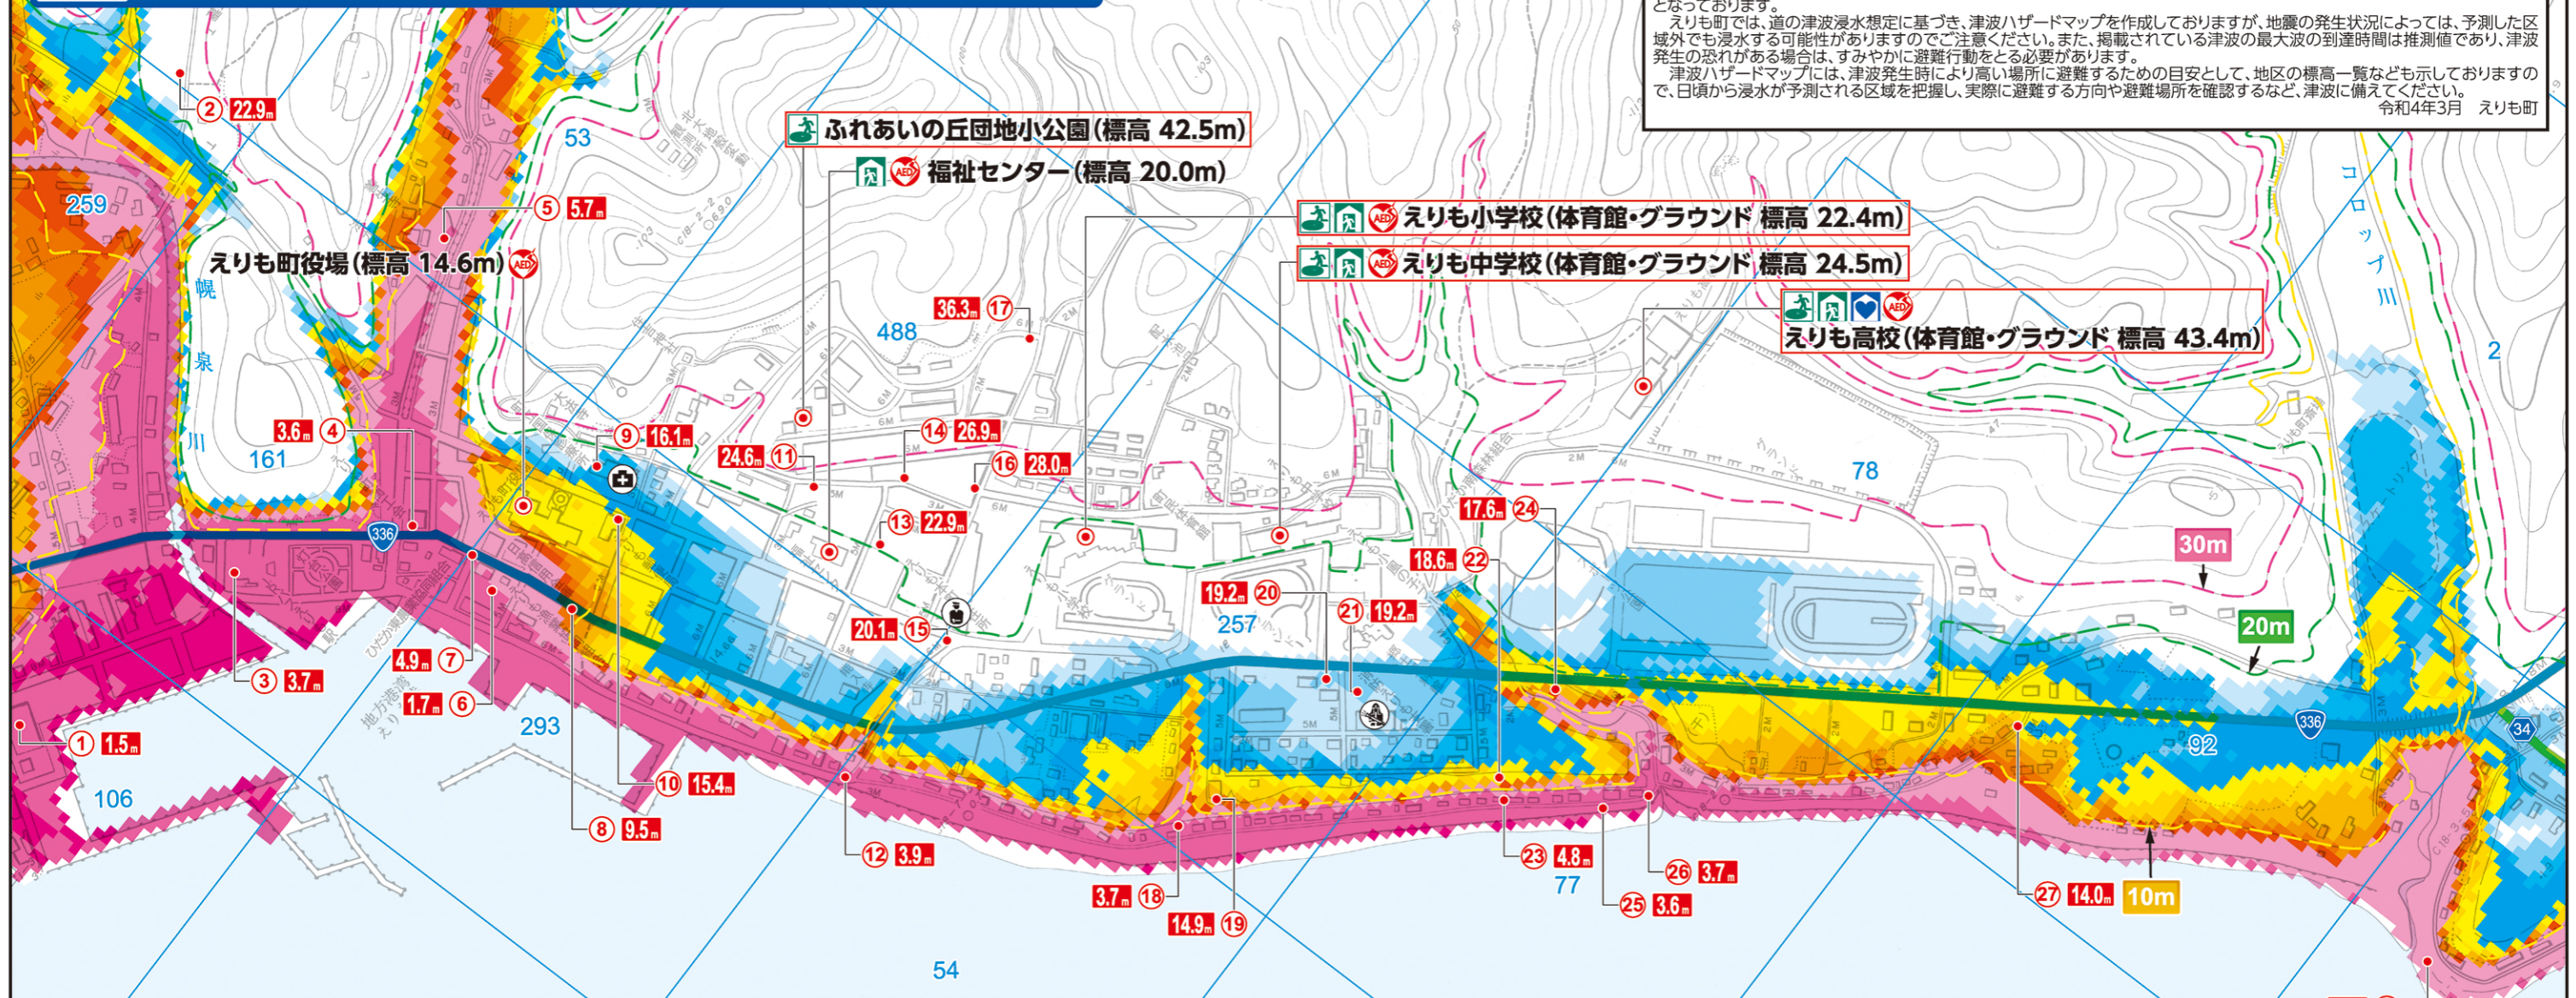 となっております。
えりも町では、道の津波浸水想定に基づき、津波ハザードマップを作成しておりますが、地震の発生状況によっては、予測した区
域外でも浸水する可能性がありますのでご注意ください。また、掲載されている津波の最大波の到達時間は推測値であり、津波
発生の恐れがある場合は、すみやかに避難行動をとる必要があります。
津波ハザードマップには、津波発生時により高い場所に避難するための目安として、地区の標高一覧なども示しておりますの
で、日頃から浸水が予測される区域を把握し、実際に避難する方向や避難場所を確認するなど、津波に備えてください。
令和4年3月 えりも町
② 22.9m
53
ふれあいの丘団地小公園(標高 42.5m)
AED 福祉センター(標高 20.0m)
259
⑤ 5.7m
AED えりも小学校(体育館・グラウンド 標高 22.4m)
えりも町役場(標高 14.6m) AED
AED えりも中学校(体育館・グラウンド 標高 24.5m)
AED
えりも高校(体育館・グラウンド 標高 43.4m)
コロップ川
幌泉川
36.3m ⑰
488
2
3.6m ④
161
⑨ 16.1m
⑭ 26.9m
24.6m ⑪
⑯ 28.0m
78
⑬ 22.9m
17.6m ㉔
336
18.6m ㉒
30m
19.2m ⑳
㉑ 19.2m
257
20.1m ⑮
20m
4.9m ⑦
③ 3.7m
1.7m ⑥
293
① 1.5m
106
336
34
92
⑩ 15.4m
⑧ 9.5m
⑫ 3.9m
㉓ 4.8m
77
㉖ 3.7m
3.7m ⑱
㉕ 3.6m
㉗ 14.0m
10m
14.9m ⑲
54